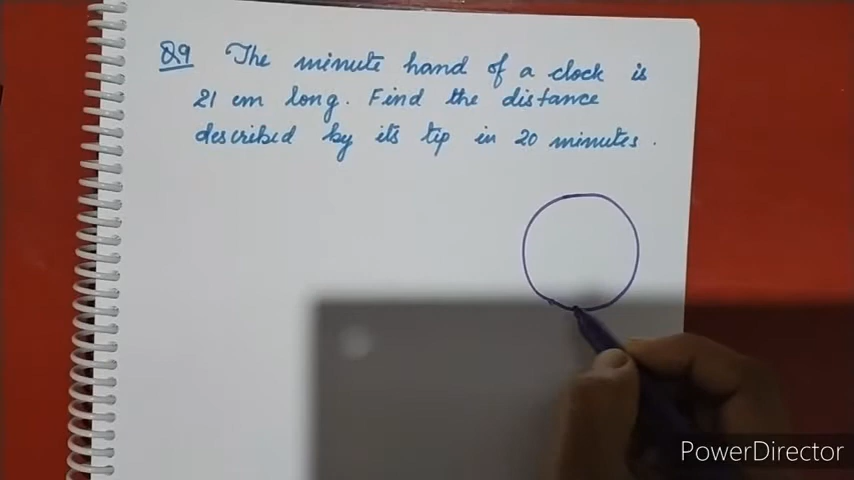 Q9 The minute hand of a clock is
21 cm long. Find the distance
described by its tip in 20 minutes.
PowerDirector